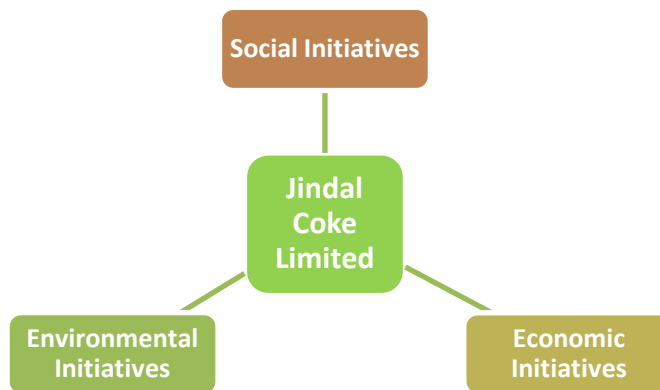 Social Initiatives
Jindal
Coke
Limited
Environmental
Initiatives
Economic
Initiatives